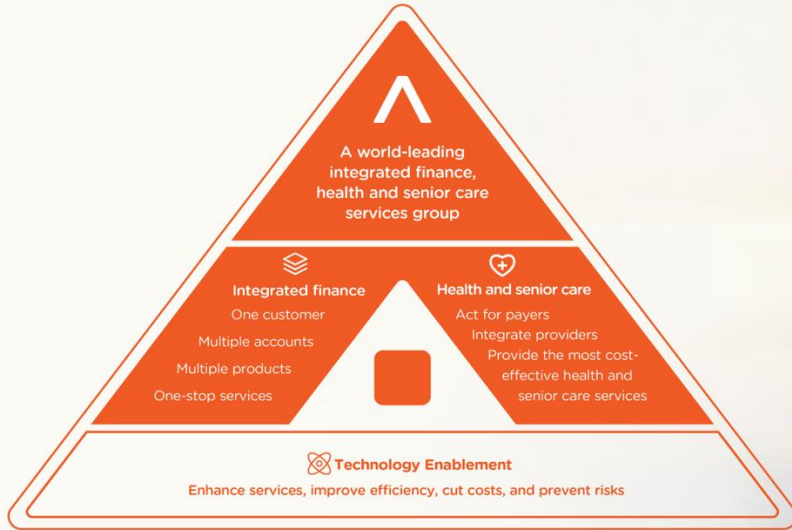 A world-leading
integrated finance,
health and senior care
services group
Integrated finance
One customer
Multiple accounts
Multiple products
One-stop services
Health and senior care
Act for payers
Integrate providers
Provide the most cost-
effective health and
senior care services
Technology Enablement
Enhance services, improve efficiency, cut costs, and prevent risks